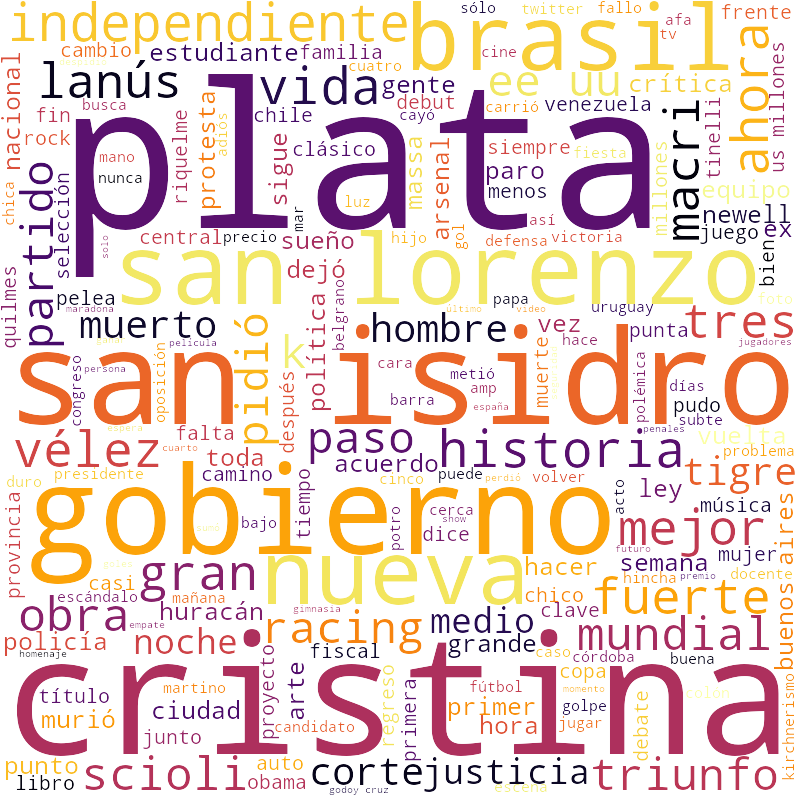 independiente
brasil
sólo
twitter
fallo
afa
frente
tv
cambio
estudiante
familia
cine
cuatro
lanús
vida
gente
ee uu
crítica
nacional
fin
busca
chile
debut
carrió
venezuela
cayó
us millones
rock
mano
riquelme
protesta
adiós
sigue
clásico
massa
siempre
fiesta
ahora
macri
tinelli
chica
nunca
plata
luz
arsenal
paro
menos
millones
equipo
partido
selección
mar
gol
así
newell
ex
central
precio
sueño
hijo
defensa
victoria
juego
bien
san lorenzo
dejó
quilmes
pelea
maradona
muerto
pidió
política
belgrano
hombre
papa
último
video
uruguay
foto
tres
k
vez
hace
punta
jugadores
película
san isidro
congreso
persona
oposición
después
cara
metió
amp
barra
españa
muerte
polémica
días
pudo
subte
penales
vélez
falta
toda
paso
historia
vuelta
espera
cuarto
camino
acuerdo
tigre
problema
duro
presidente
tiempo
cinco
puede
volver
ley
acto
provincia
gobierno
bajo
potro
cerca
show
perdió
dice
mejor
música
buenos aires
casi
gran
nueva
semana
mujer
futuro
escándalo
mañana
hacer
hincha
premio
docente
obra
huracán
gimnasia
chico
fuerte
empate
racing
medio
clave
policía
noche
grande
mundial
homenaje
fiscal
caso
córdoba
buena
cristina
título
martino
proyecto
arte
regreso
copa
fútbol
momento
colón
murió
ciudad
candidato
primera
primer
golpe
debate
kirchnerismo
junto
hora
jugar
punto
scioli
auto
obama
corte
justicia
triunfo
libro
godoy cruz
escena